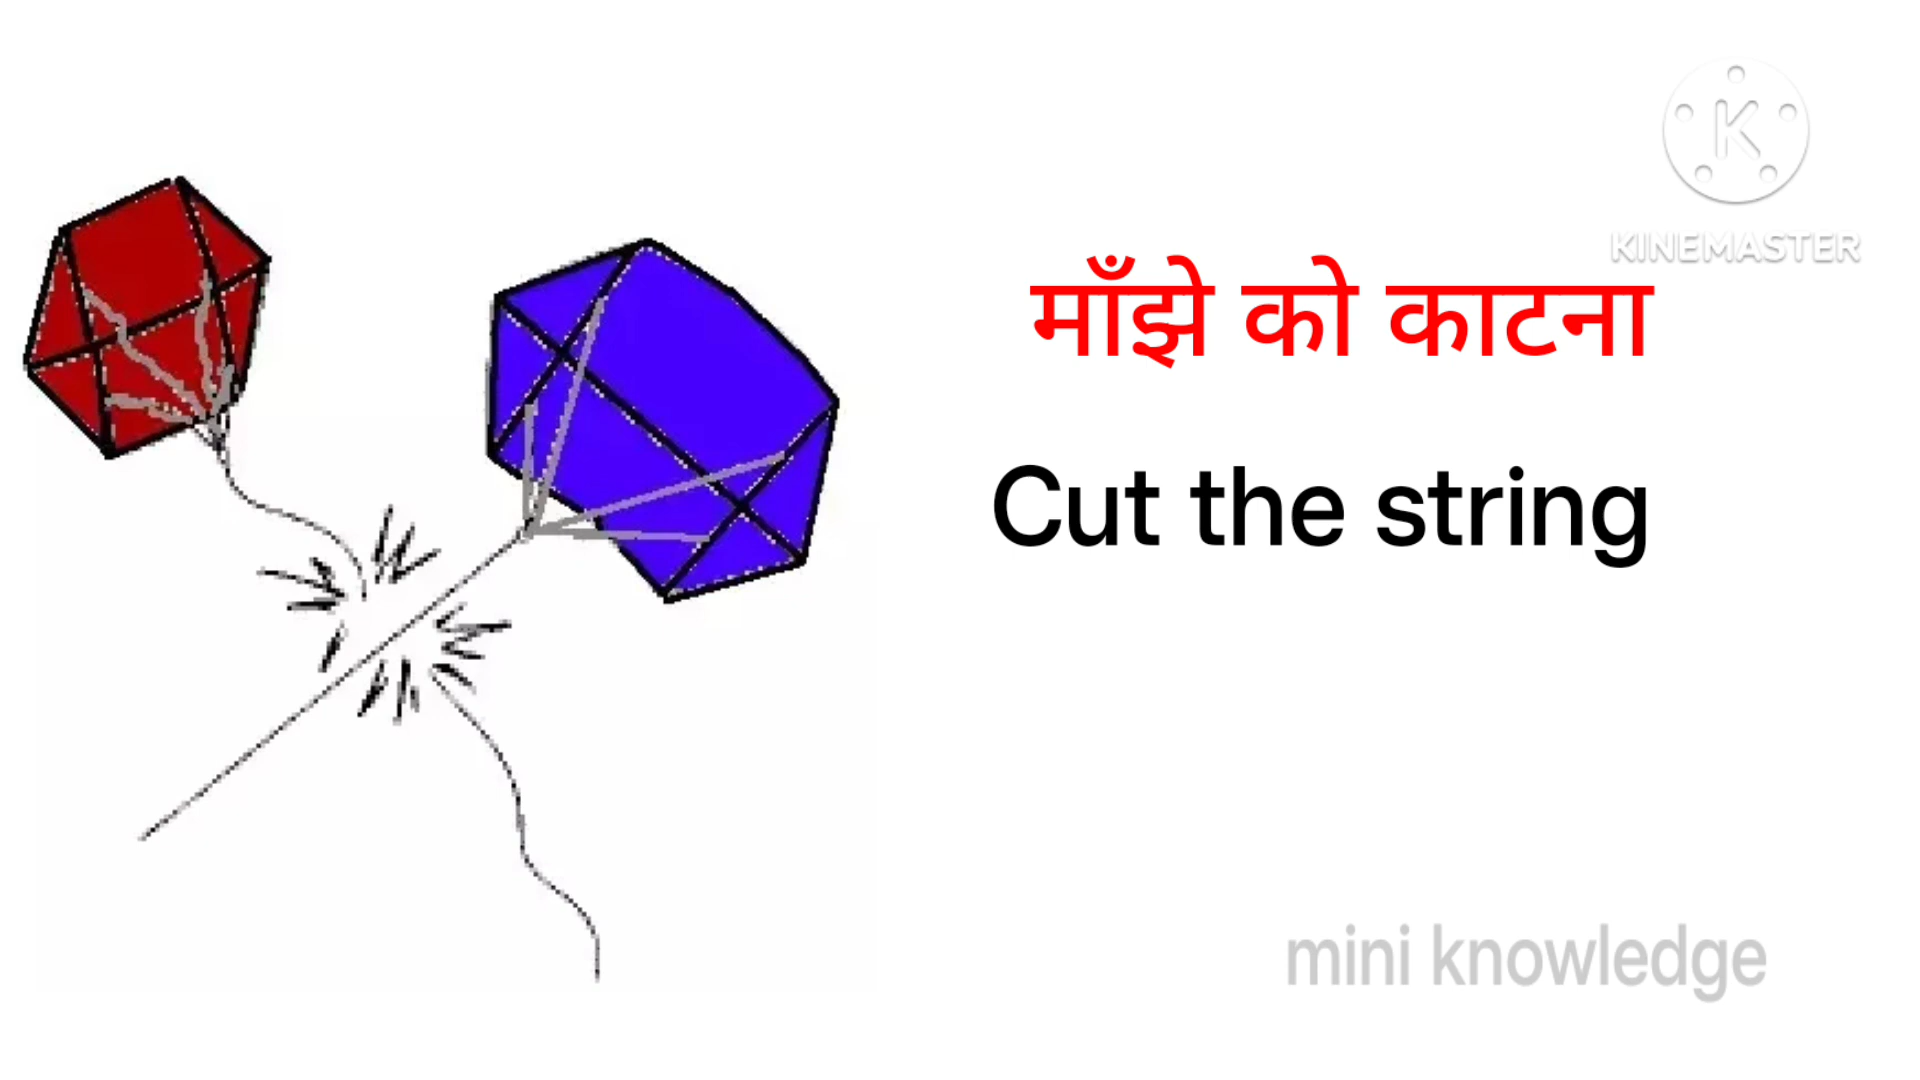 K
KINEMASTER
माँझे को काटना
Cut the string
mini knowledge